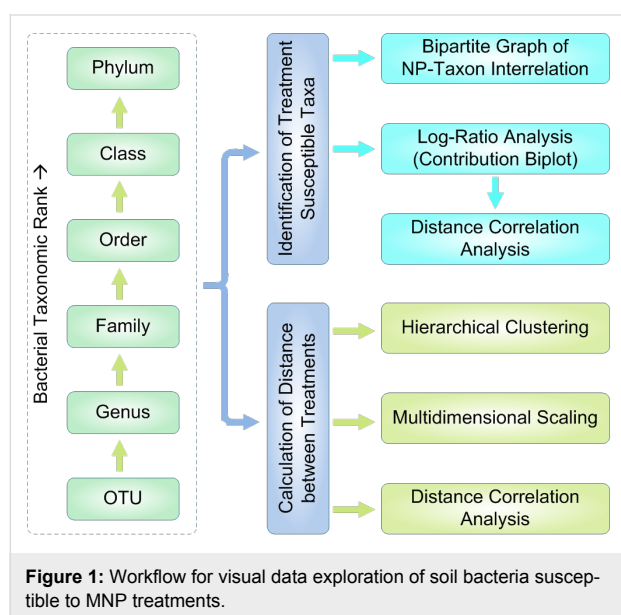 Bacterial Taxonomic Rank →
Phylum
Class
Order
Family
Genus
OTU
Identification of Treatment
Susceptible Taxa
Bipartite Graph of
NP-Taxon Interrelation
Log-Ratio Analysis
(Contribution Biplot)
Distance Correlation
Analysis
Calculation of Distance
between Treatments
Hierarchical Clustering
Multidimensional Scaling
Distance Correlation
Analysis
Figure 1: Workflow for visual data exploration of soil bacteria suscep-
tible to MNP treatments.